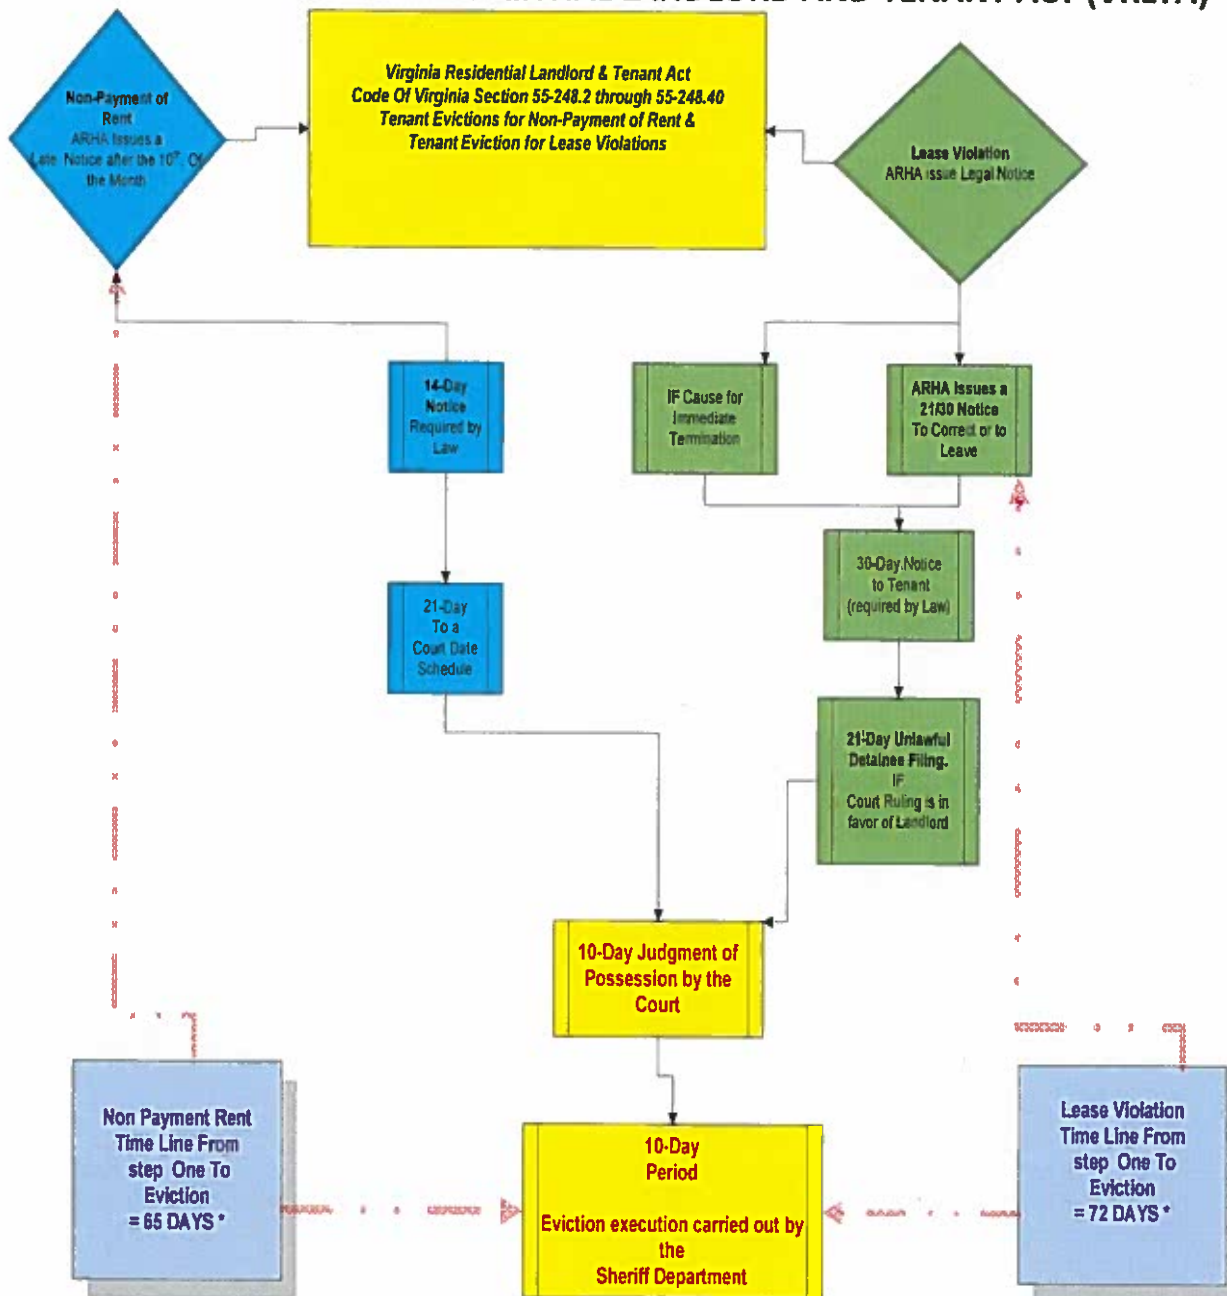 AND TENANT ACT (VRLTA)
Virginia Residential Landlord & Tenant Act
Code Of Virginia Section 55-248.2 through 55-248.40
Tenant Evictions for Non-Payment of Rent &
Tenant Eviction for Lease Violations
Non-Payment of
Rent
ARHA Issues a
Late Notice after the 10th, Of
the Month
Lease Violation
ARHA issue Legal Notice
14-Day
Notice
Required by
Law
IF Cause for
Immediate
Termination
ARHA Issues a
21/30 Notice
To Correct or to
Leave
30-Day Notice
to Tenant
(required by Law)
21-Day
To a
Court Date
Schedule
21-Day Unlawful
Detainee Filing.
IF
Court Ruling is in
favor of Landlord
10-Day Judgment of
Possession by the
Court
Non Payment Rent
Time Line From
step One To
Eviction
= 65 DAYS *
10-Day
Period
Eviction execution carried out by
the
Sheriff Department
Lease Violation
Time Line From
step One To
Eviction
= 72 DAYS *